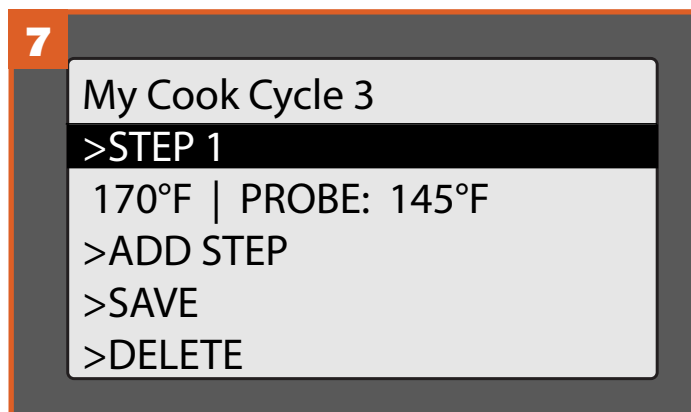 7
My Cook Cycle 3
>STEP 1
170°F | PROBE: 145°F
>ADD STEP
>SAVE
>DELETE